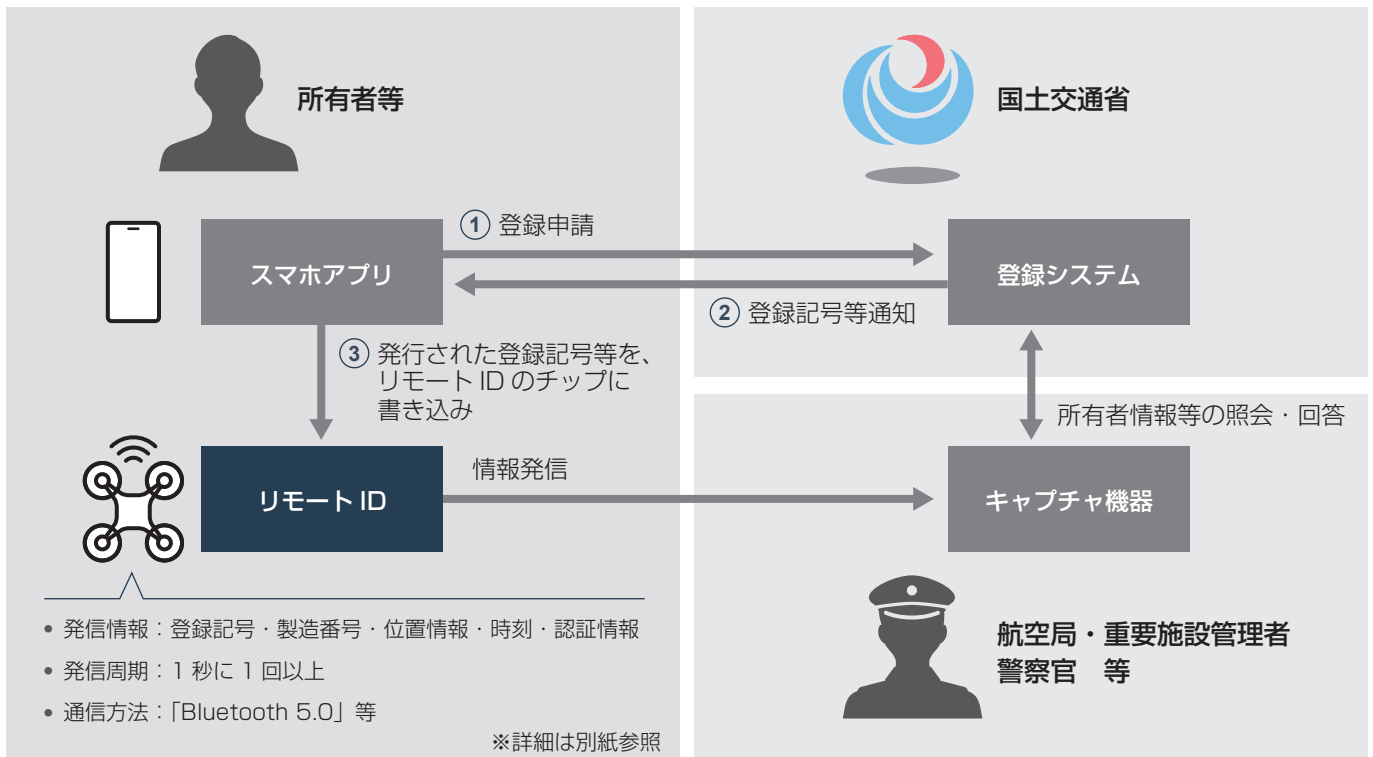 所有者等
国土交通省
① 登録申請
スマホアプリ
登録システム
② 登録記号等通知
③ 発行された登録記号等を、
リモート ID のチップに
書き込み
所有者情報等の照会・回答
情報発信
リモート ID
キャプチャ機器
• 発信情報：登録記号・製造番号・位置情報・時刻・認証情報
• 発信周期：1 秒に 1 回以上
• 通信方法：「Bluetooth 5.0」等
※詳細は別紙参照
航空局・重要施設管理者
警察官　等